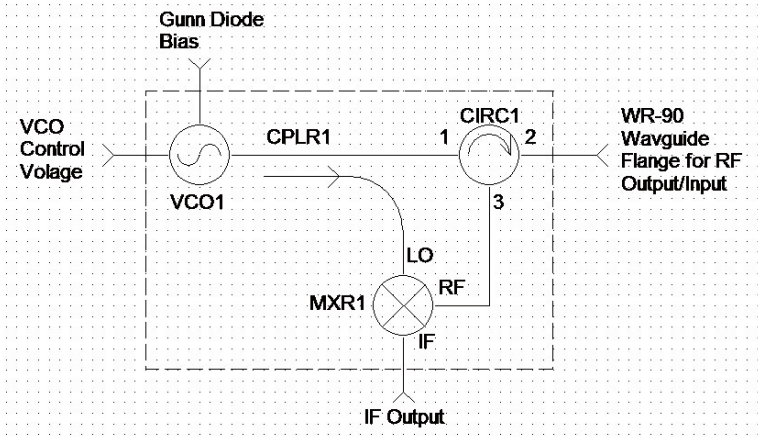 Gunn Diode
Bias
VCO
Control
Volage
VCO1
CPLR1
1
CIRC1
2
3
WR-90
Wavguide
Flange for RF
Output/Input
LO
MXR1
RF
IF
IF Output